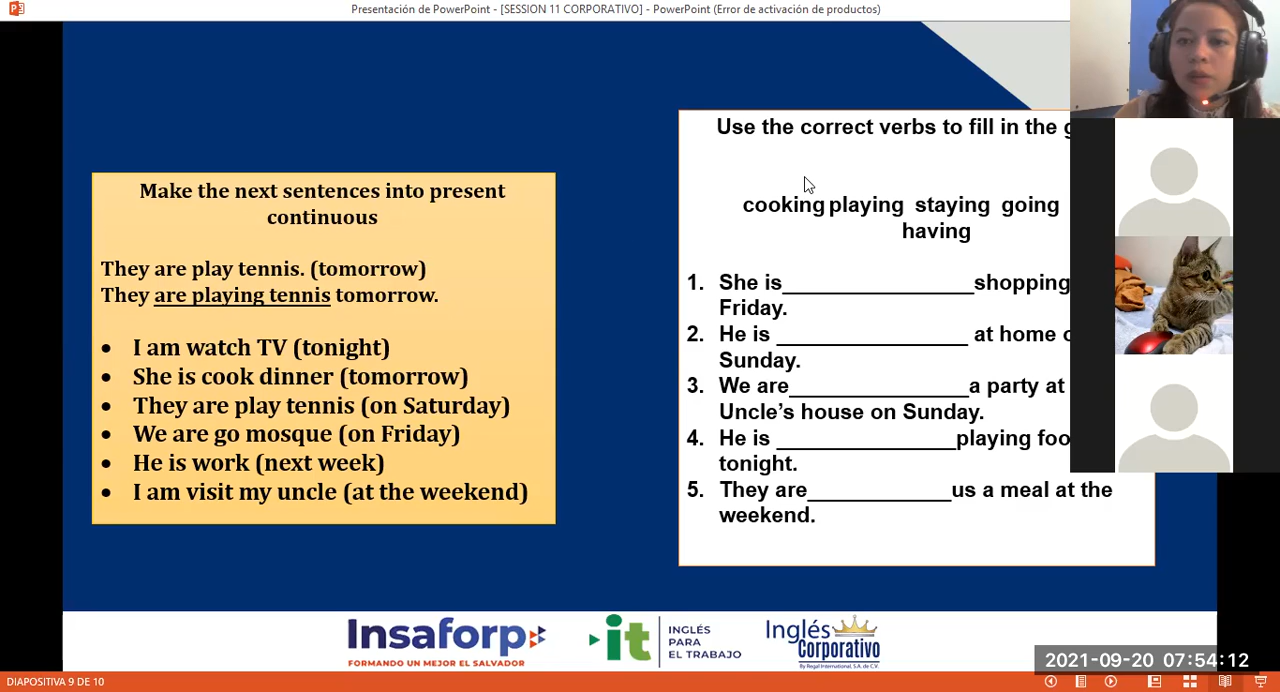 Presentación de PowerPoint - [SESSION 11 CORPORATIVO] - PowerPoint (Error de activación de productos)
Make the next sentences into present
continuous
They are play tennis. (tomorrow)
They are playing tennis tomorrow.
• I am watch TV (tonight)
• She is cook dinner (tomorrow)
• They are play tennis (on Saturday)
• We are go mosque (on Friday)
• He is work (next week)
• I am visit my uncle (at the weekend)
Use the correct verbs to fill in the
cooking playing staying going
having
1. She is________________shopping
Friday.
2. He is ________________ at home
Sunday.
3. We are_______________a party at
Uncle's house on Sunday.
4. He is _______________playing
tonight.
5. They are____________us a meal at the
weekend.
Insaforp
FORMANDO UN MEJOR EL SALVADOR
it
INGLÉS
PARA
EL TRABAJO
Inglés
Corporativo
By Regal International, S.A. de C.V.
2021-09-20 07:54:12
DIAPOSITIVA 9 DE 10